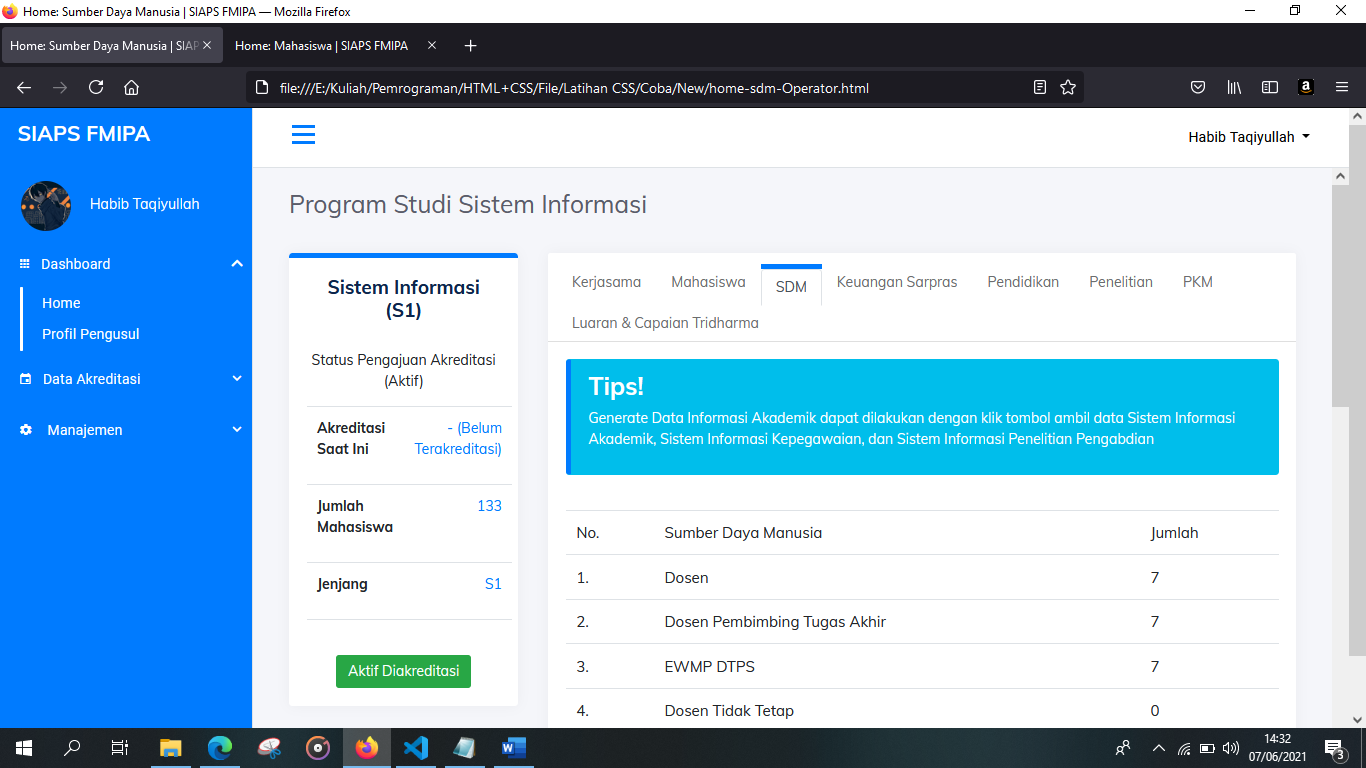 Home: Sumber Daya Manusia | SIAPS FMIPA — Mozilla Firefox
Home: Sumber Daya Manusia | SIAP
Home: Mahasiswa | SIAPS FMIPA
file:///E:/Kuliah/Pemrograman/HTML+CSS/File/Latihan CSS/Coba/New/home-sdm-Operator.html
SIAPS FMIPA
Habib Taqiyullah
Habib Taqiyullah
Dashboard
Home
Profil Pengusul
Data Akreditasi
Manajemen
Program Studi Sistem Informasi
Sistem Informasi
(S1)
Status Pengajuan Akreditasi
(Aktif)
Akreditasi - (Belum
Saat Ini Terakreditasi)
Jumlah 133
Mahasiswa
Jenjang S1
Aktif Diakreditasi
Kerjasama Mahasiswa SDM Keuangan Sarpras Pendidikan Penelitian PKM
Luaran & Capaian Tridharma
Tips!
Generate Data Informasi Akademik dapat dilakukan dengan klik tombol ambil data Sistem Informasi
Akademik, Sistem Informasi Kepegawaian, dan Sistem Informasi Penelitian Pengabdian
No. Sumber Daya Manusia Jumlah
1. Dosen 7
2. Dosen Pembimbing Tugas Akhir 7
3. EWMP DTPS 7
4. Dosen Tidak Tetap 0
14:32
07/06/2021
3